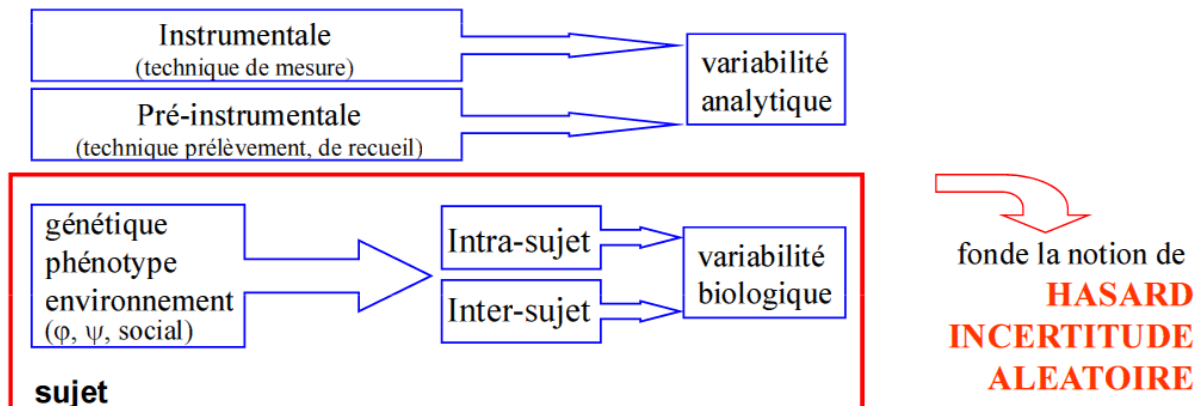 Instrumentale
(technique de mesure)
variabilité
analytique
Pré-instrumentale
(technique prélèvement, de recueil)
génétique
phénotype
environnement
(φ, ψ, social)
Intra-sujet
Inter-sujet
variabilité
biologique
sujet
fonde la notion de
HASARD
INCERTITUDE
ALEATOIRE